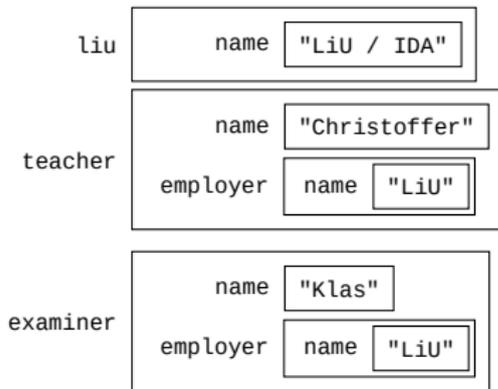 liu name "LiU / IDA"
name "Christoffer"
teacher
employer name "LiU"
name "Klas"
examiner
employer name "LiU"